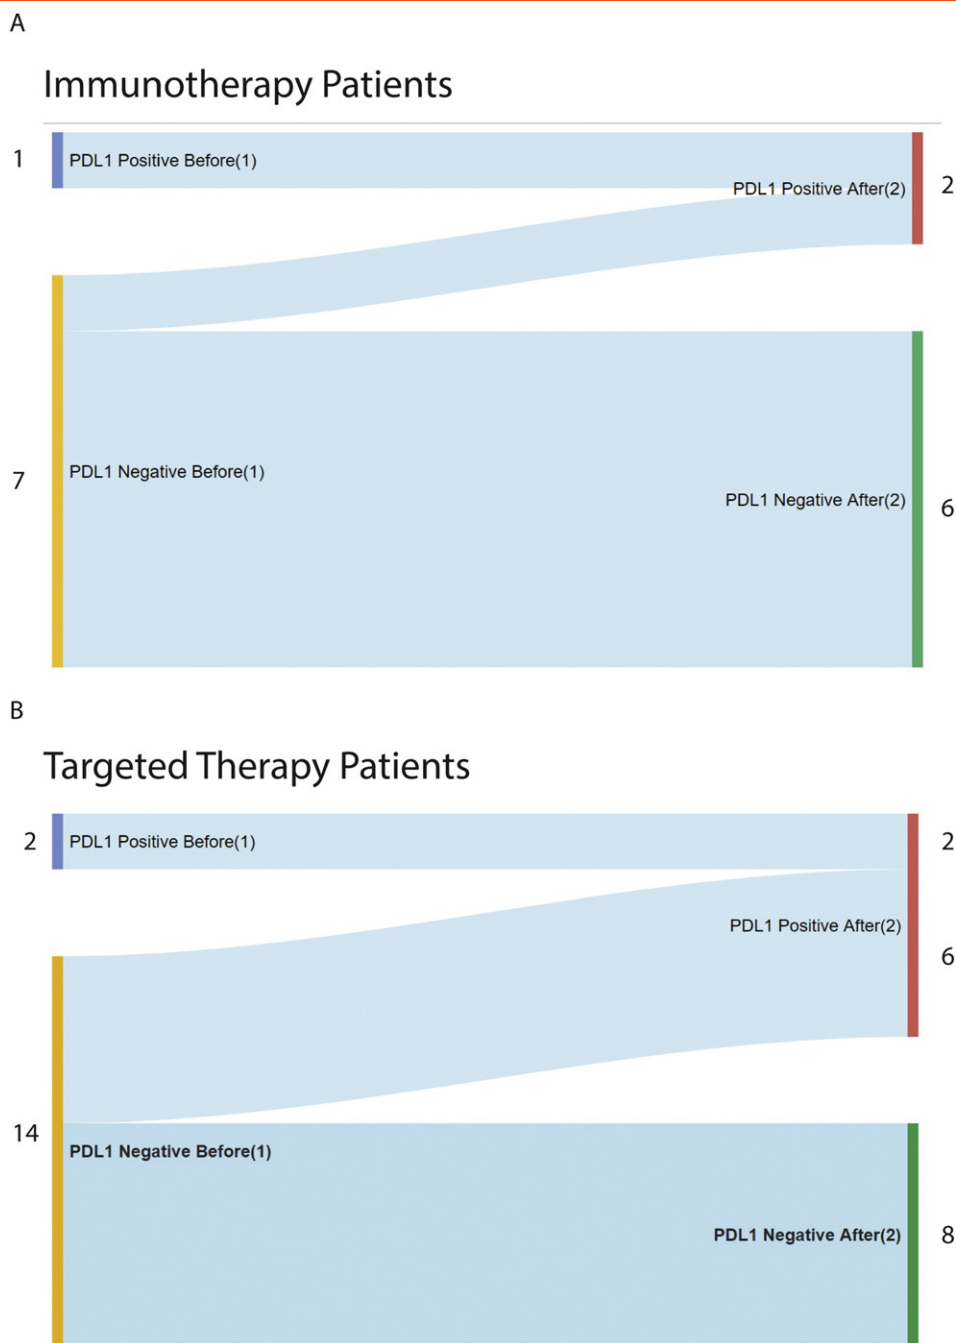 A
Immunotherapy Patients
1
PDL1 Positive Before(1)
PDL1 Positive After(2)
2
7
PDL1 Negative Before(1)
PDL1 Negative After(2)
6
B
Targeted Therapy Patients
2
PDL1 Positive Before(1)
2
PDL1 Positive After(2)
6
14
PDL1 Negative Before(1)
PDL1 Negative After(2)
8